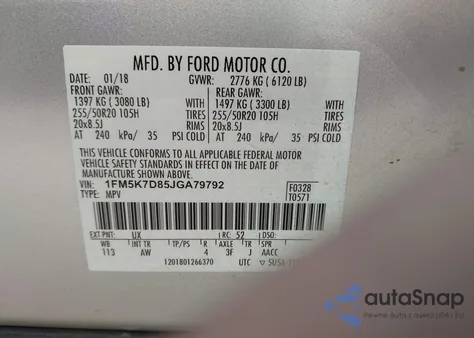 MFD. BY FORD MOTOR CO.
DATE: 01/18 GVWR: 2776 KG ( 6120 LB)
FRONT GAWR: REAR GAWR:
1397 KG ( 3080 LB) WITH 1497 KG ( 3300 LB) WITH
255/50R20 105H TIRES 255/50R20 105H TIRES
20x8.5J RIMS 20x8.5J RIMS
AT 240 kPa/ 35 PSI COLD AT 240 kPa/ 35 PSI COLD
THIS VEHICLE CONFORMS TO ALL APPLICABLE FEDERAL MOTOR
VEHICLE SAFETY STANDARDS IN EFFECT ON THE DATE OF
MANUFACTURE SHOWN ABOVE.
VIN: 1FM5K7D85JGA79792 F0328
TYPE: MPV T0571
EXT PNT: UX RC: 52 DSO:
WB INT TR TP/PS R AXLE TR SPR
113 AW 4 3F J AACC
1201801266370 UTC
autoSnap